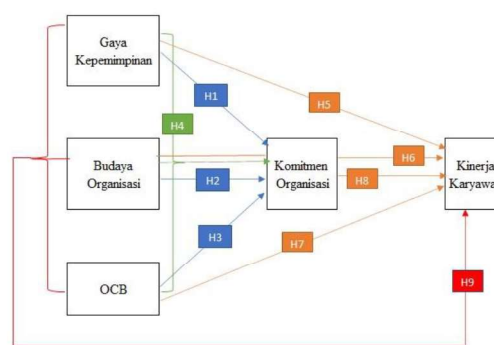 Gaya
Kepemimpinan
H1
H5
H4
Budaya
Organisasi
H2
Komitmen
Organisasi
H6
H8
Kinerja
Karyawa
H3
H7
OCB
H9